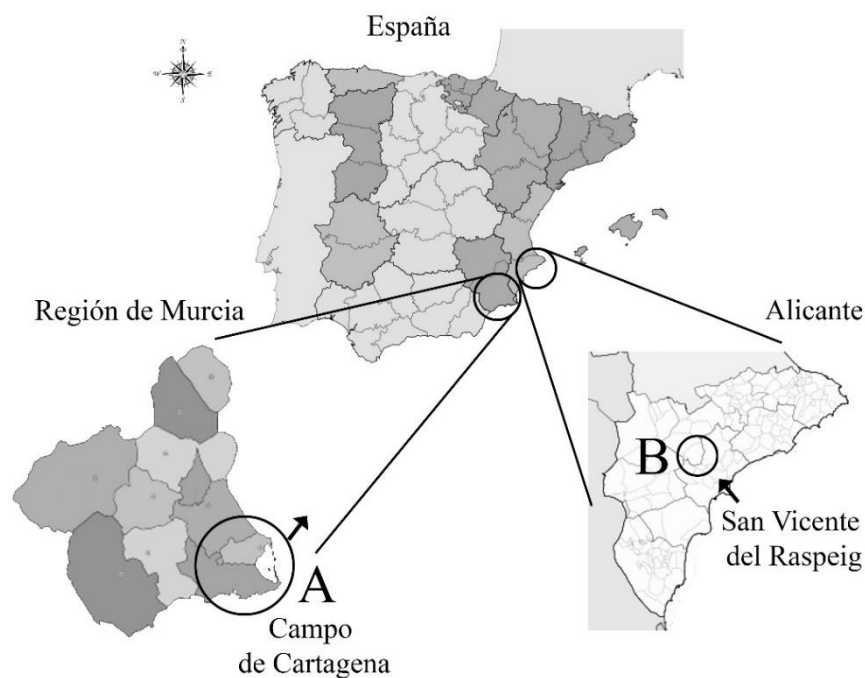 España
N
W
E
S
Región de Murcia
Alicante
B
San Vicente
del Raspeig
A
Campo
de Cartagena